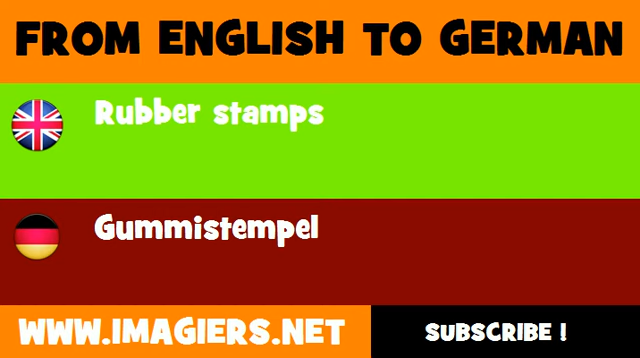 FROM ENGLISH TO GERMAN
Rubber stamps
Gummistempel
WWW.IMAGIERS.NET
SUBSCRIBE !